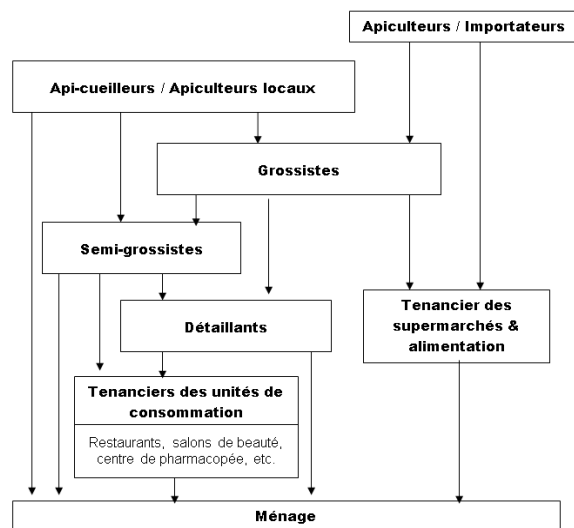 Apiculteurs / Importateurs
Api-cueilleurs / Apiculteurs locaux
Grossistes
Semi-grossistes
Tenancier des
supermarchés &
alimentation
Détaillants
Tenanciers des unités de
consommation
Restaurants, salons de beauté,
centre de pharmacopée, etc.
Ménage